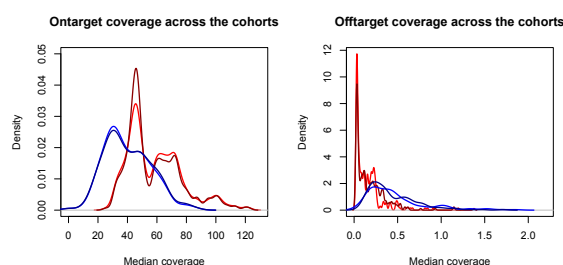 Ontarget coverage across the cohorts
Density
0.00 0.01 0.02 0.03 0.04 0.05
0 20 40 60 80 100 120
Median coverage
Offtarget coverage across the cohorts
Density
0 2 4 6 8 10 12
0.0 0.5 1.0 1.5 2.0
Median coverage